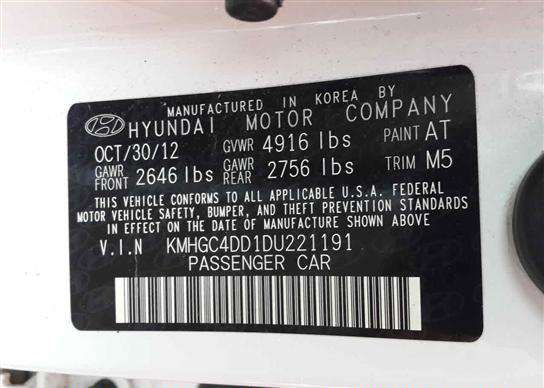 MANUFACTURED IN KOREA BY
HYUNDAI MOTOR COMPANY
OCT/30/12 GVWR 4916 lbs PAINT AT
GAWR FRONT 2646 lbs GAWR REAR 2756 lbs TRIM M5
THIS VEHICLE CONFORMS TO ALL APPLICABLE U.S.A. FEDERAL
MOTOR VEHICLE SAFETY, BUMPER, AND THEFT PREVENTION STANDARDS
IN EFFECT ON THE DATE OF MANUFACTURE SHOWN ABOVE
V.I.N KMHGC4DD1DU221191
PASSENGER CAR